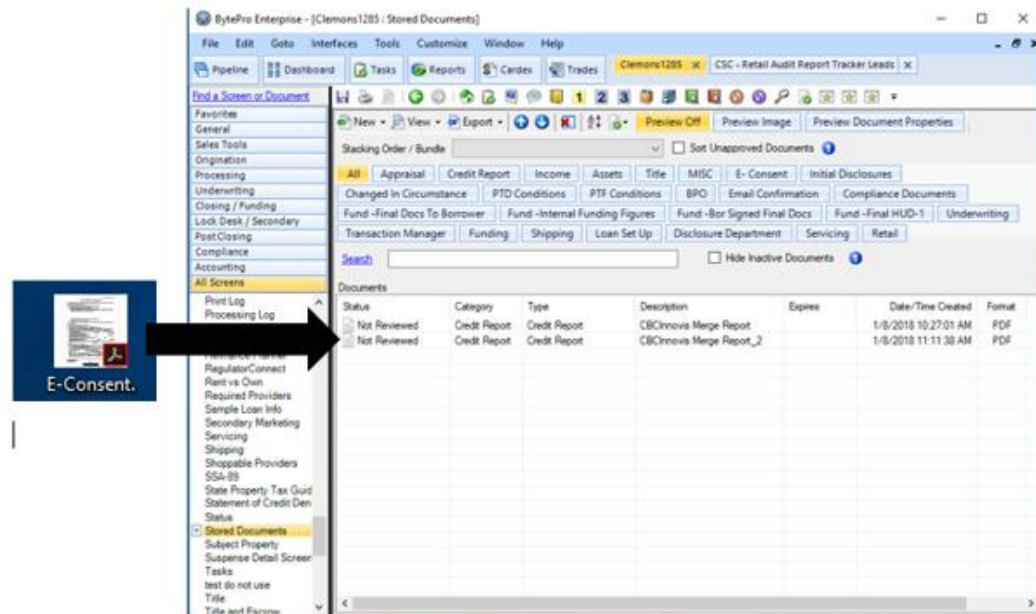 BytePro Enterprise - [Clemons1285 : Stored Documents]
File Edit Goto Interfaces Tools Customize Window Help
Pipeline Dashboard Tasks Reports Cardex Trades Clemons1285 CSC - Retail Audit Report Tracker Leads
Find a Screen or Document
1 2 3
Favorites
General
Sales Tools
Origination
Processing
Underwriting
Closing / Funding
Lock Desk / Secondary
Post Closing
Compliance
Accounting
All Screens
Print Log
Processing Log
RegulatorConnect
Rent vs Own
Required Providers
Sample Loan Info
Secondary Marketing
Servicing
Shipping
Shoppable Providers
SSA-89
State Property Tax Guid
Statement of Credit Den
Status
Stored Documents
Subject Property
Suspense Detail Screen
Tasks
test do not use
Title
Title and Escrow
New View Export Preview Off Preview Image Preview Document Properties
Stacking Order / Bundle Sort Unapproved Documents
All Appraisal Credit Report Income Assets Title MISC E- Consent Initial Disclosures
Changed In Circumstance PTD Conditions PTF Conditions BPO Email Confirmation Compliance Documents
Fund -Final Docs To Borrower Fund -Internal Funding Figures Fund -Bor Signed Final Docs Fund -Final HUD-1 Underwriting
Transaction Manager Funding Shipping Loan Set Up Disclosure Department Servicing Retail
Search Hide Inactive Documents
Documents
Status Category Type Description Expires Date/Time Created Format
Not Reviewed Credit Report Credit Report CBCInnovis Merge Report 1/8/2018 10:27:01 AM PDF
Not Reviewed Credit Report Credit Report CBCInnovis Merge Report_2 1/8/2018 11:11:38 AM PDF
E-Consent.